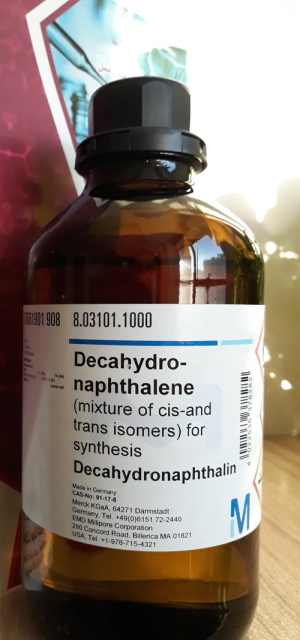 8.03101.1000
Decahydro-
naphthalene
(mixture of cis-and
trans isomers) for
synthesis
Decahydronaphthalin
Made in Germany
CAS-No: 91-17-8
Merck KGaA, 64271 Darmstadt
Germany, Tel. +49(0)6151 72-2440
EMD Millipore Corporation
290 Concord Road, Billerica MA 01821
USA, Tel. +1-978-715-4321
M